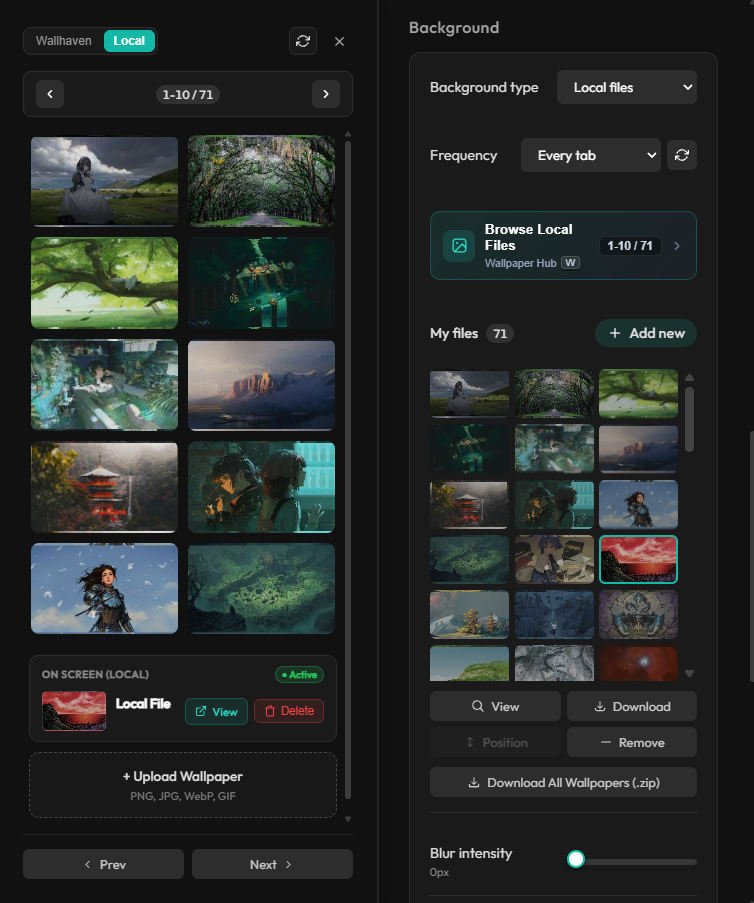 Wallhaven
Local
1-10 / 71
ON SCREEN (LOCAL)
Active
Local File
View
Delete
+ Upload Wallpaper
PNG, JPG, WebP, GIF
Prev
Next
Background
Background type
Local files
Frequency
Every tab
Browse Local
Files
1-10 / 71
Wallpaper Hub W
My files 71
+ Add new
View
Download
Position
Remove
Download All Wallpapers (.zip)
Blur intensity
0px